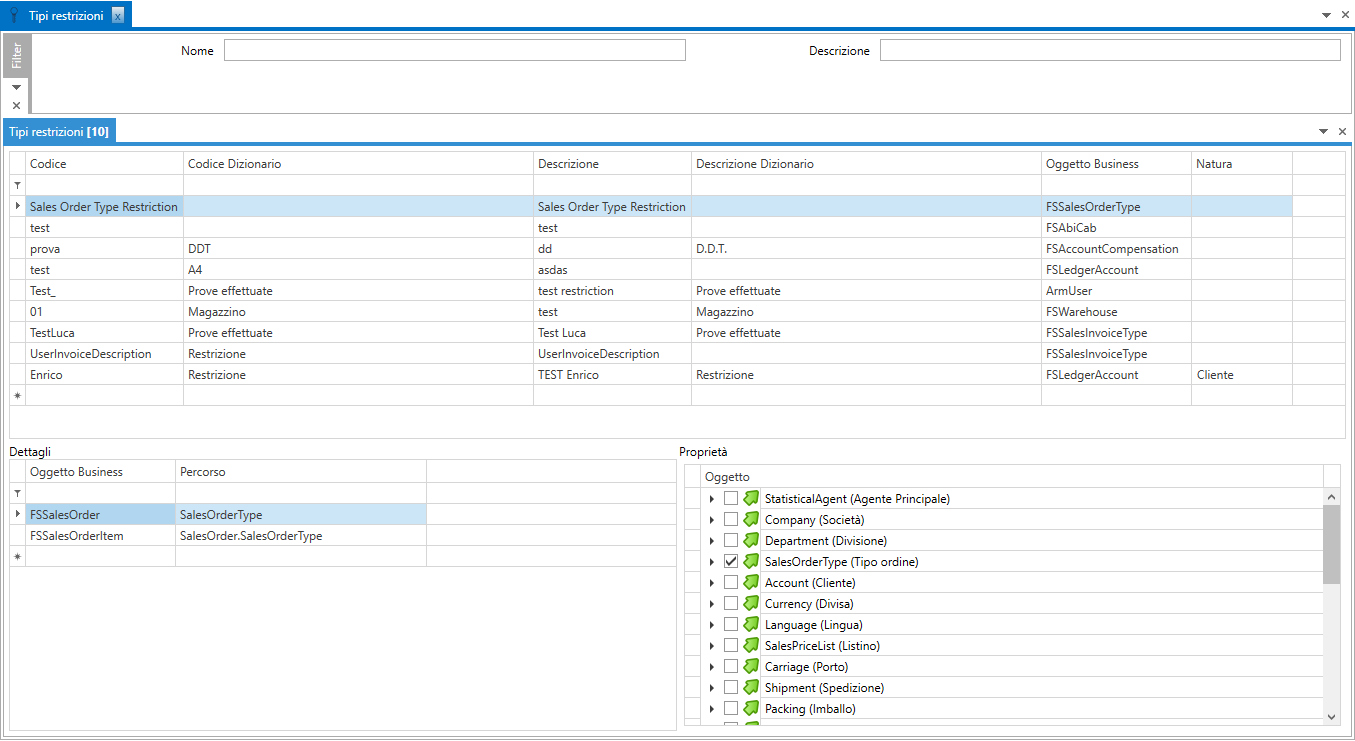 Tipi restrizioni x
Filter
Nome
Descrizione
Tipi restrizioni [10]
Codice Codice Dizionario Descrizione Descrizione Dizionario Oggetto Business Natura
Sales Order Type Restriction Sales Order Type Restriction FSSalesOrderType
test test FSAbiCab
prova DDT dd D.D.T. FSAccountCompensation
test A4 asdas FSLedgerAccount
Test_ Prove effettuate test restriction Prove effettuate ArmUser
01 Magazzino test Magazzino FSWarehouse
TestLuca Prove effettuate Test Luca Prove effettuate FSSalesInvoiceType
UserInvoiceDescription Restrizione UserInvoiceDescription FSSalesInvoiceType
Enrico Restrizione TEST Enrico Restrizione FSLedgerAccount Cliente
Dettagli
Oggetto Business Percorso
FSSalesOrder SalesOrderType
FSSalesOrderItem SalesOrder.SalesOrderType
Proprietà
Oggetto
StatisticalAgent (Agente Principale)
Company (Società)
Department (Divisione)
SalesOrderType (Tipo ordine)
Account (Cliente)
Currency (Divisa)
Language (Lingua)
SalesPriceList (Listino)
Carriage (Porto)
Shipment (Spedizione)
Packing (Imballo)